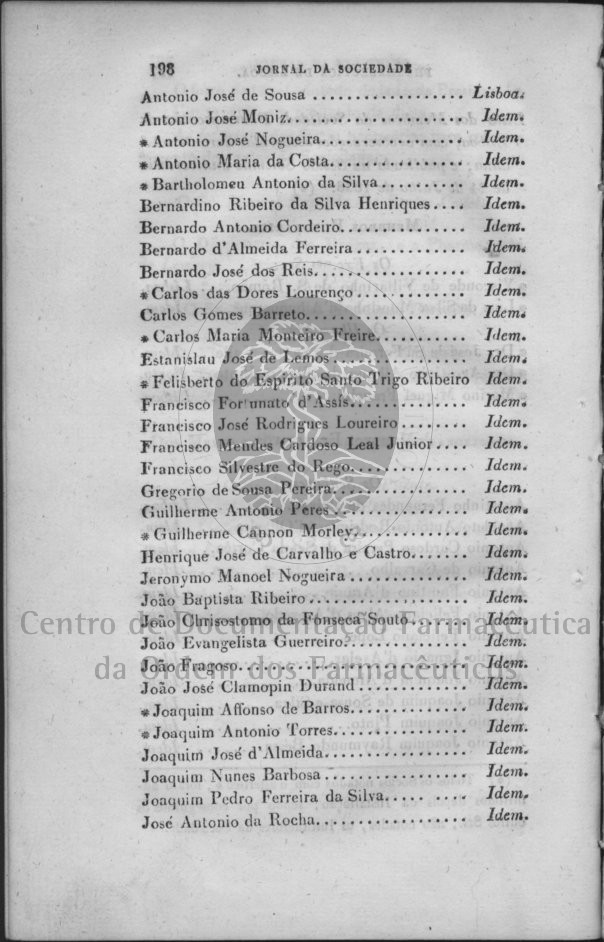 198 JORNAL DA SOCIEDADE
Antonio José de Sousa .................. Lisboa.
Antonio José Moniz..................... Idem.
* Antonio José Nogueira................. Idem.
* Antonio Maria da Costa................ Idem.
* Bartholomeu Antonio da Silva.......... Idem.
Bernardino Ribeiro da Silva Henriques.... Idem.
Bernardo Antonio Cordeiro............... Idem.
Bernardo d'Almeida Ferreira ............. Idem.
Bernardo José dos Reis.................. Idem.
* Carlos das Dores Lourenço ............. Idem.
Carlos Gomes Barreto................... Idem.
* Carlos Maria Monteiro Freire........... Idem.
Estanislau José de Lemos ................ Idem.
* Felisberto do Espirito Santo Trigo Ribeiro Idem.
Francisco Fortunato d'Assis.............. Idem.
Francisco José Rodrigues Loureiro ........ Idem.
Francisco Mendes Cardoso Leal Junior .... Idem.
Francisco Silvestre do Rego.............. Idem.
Gregorio de Sousa Pereira................ Idem.
Guilherme Antonio Peres ................ Idem.
* Guilherme Cannon Morley............. Idem.
Henrique José de Carvalho e Castro....... Idem.
Jeronymo Manoel Nogueira .............. Idem.
João Baptista Ribeiro ................... Idem.
João Chrisostomo da Fonseca Souto....... Idem.
Centro de Documentação Farmacêutica
João Evangelista Guerreiro............... Idem.
João Fragoso........................... Idem.
da Ordem dos Farmacêuticos
João José Clamopin Durand ............. Idem.
* Joaquim Affonso de Barros............. Idem.
* Joaquim Antonio Torres............... Idem.
Joaquim José d'Almeida................. Idem.
Joaquim Nunes Barbosa ................. Idem.
Joaquim Pedro Ferreira da Silva..... .... Idem.
José Antonio da Rocha.................. Idem.